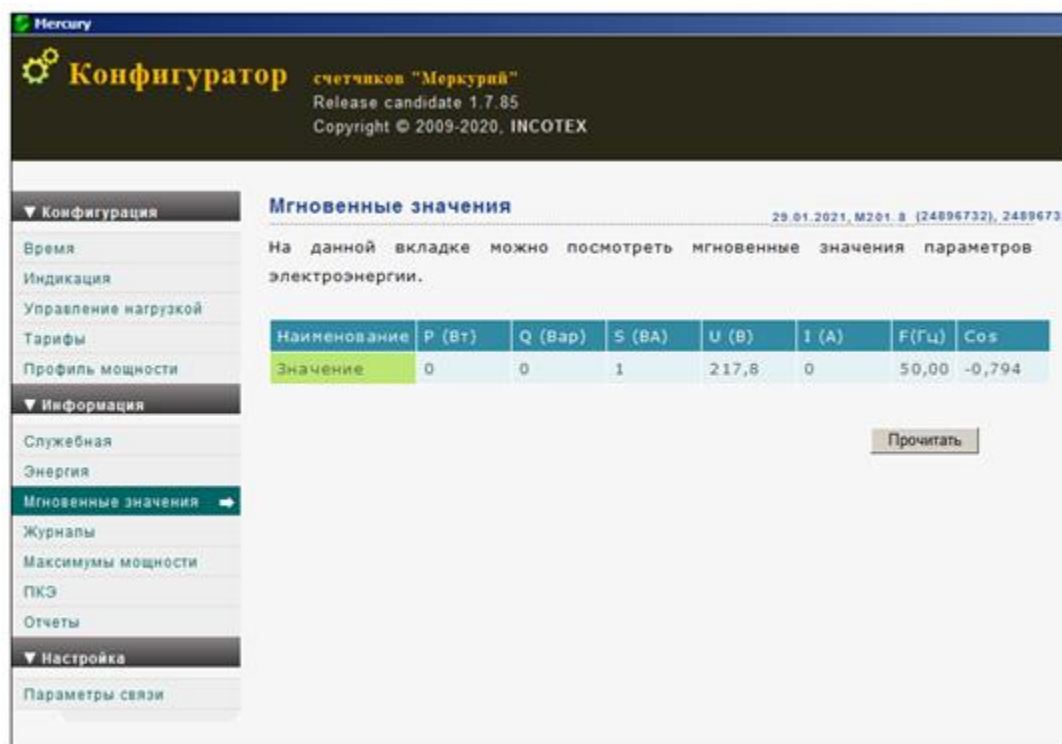 Mercury
Конфигуратор счетчиков "Меркурий"
Release candidate 1.7.85
Copyright © 2009-2020, INCOTEX
▼ Конфигурация
Время
Индикация
Управление нагрузкой
Тарифы
Профиль мощности
▼ Информация
Служебная
Энергия
Мгновенные значения
Журналы
Максимумы мощности
ПКЭ
Отчеты
▼ Настройка
Параметры связи
Мгновенные значения
29.01.2021, M201.8 (24896732), 2489673
На данной вкладке можно посмотреть мгновенные значения параметров
электроэнергии.
Наименование P (Вт) Q (Вар) S (ВА) U (В) I (А) F(Гц) Cos
Значение 0 0 1 217,8 0 50,00 -0,794
Прочитать